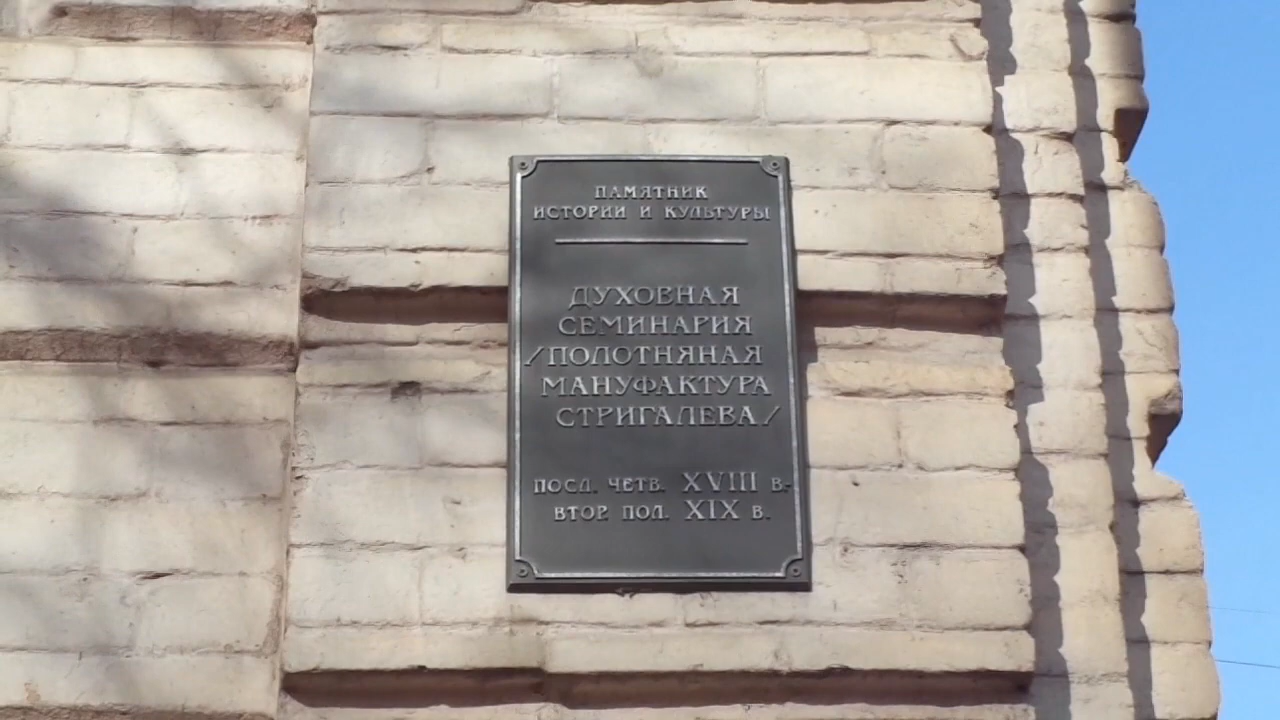 ПАМЯТНИК
ИСТОРИИ И КУЛЬТУРЫ
ДУХОВНАЯ
СЕМИНАРИЯ
/ПОЛОТНЯНАЯ
МАНУФАКТУРА
СТРИГАЛЕВА/
ПОСЛ. ЧЕТВ. XVIII В.-
ВТОР. ПОЛ. XIX В.